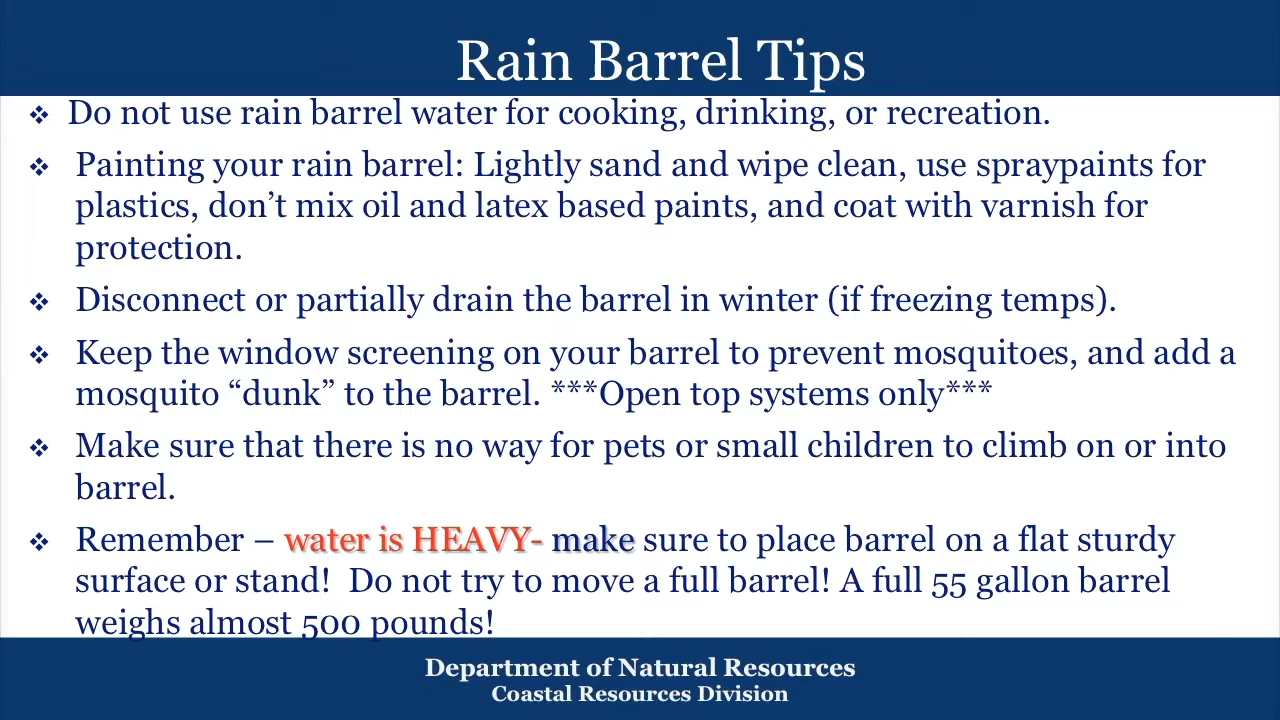 Rain Barrel Tips
❖ Do not use rain barrel water for cooking, drinking, or recreation.
❖ Painting your rain barrel: Lightly sand and wipe clean, use spraypaints for
plastics, don’t mix oil and latex based paints, and coat with varnish for
protection.
❖ Disconnect or partially drain the barrel in winter (if freezing temps).
❖ Keep the window screening on your barrel to prevent mosquitoes, and add a
mosquito “dunk” to the barrel. ***Open top systems only***
❖ Make sure that there is no way for pets or small children to climb on or into
barrel.
❖ Remember – water is HEAVY- make sure to place barrel on a flat sturdy
surface or stand!  Do not try to move a full barrel! A full 55 gallon barrel
weighs almost 500 pounds!
Department of Natural Resources
Coastal Resources Division